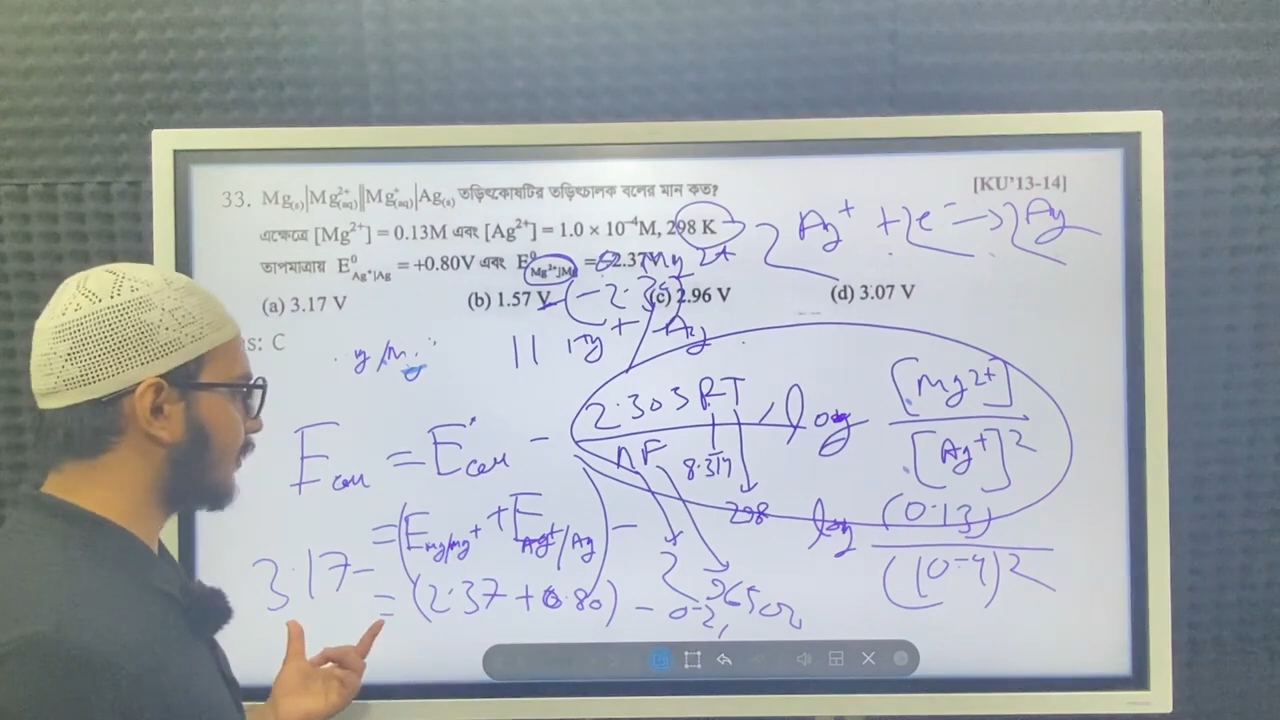 33. Mg(s)|Mg2+(aq)||Mg+(aq)|Ag(s) তড়িৎকোষটির তড়িচ্চালক বলের মান কত? [KU'13-14]
এক্ষেত্রে [Mg2+] = 0.13M এবং [Ag2+] = 1.0 × 10-4M, 298 K
2Ag+ + 2e- → 2Ag
তাপমাত্রায় E0Ag+|Ag = +0.80V এবং E0Mg2+|Mg = 2.37 Mg 2+
(a) 3.17 V (b) 1.57 V (c) 2.96 V (d) 3.07 V
(-2.37)
s: C
|| Ag+ Ag
Ecell = E°cell - 2.303RT/nF log [Mg2+]/[Ag+]2
8.314
298
= (EMg/Mg+ + EAg+/Ag) - log (0.13)/(10-4)2
2 96500
3.17-
= (2.37 + 0.80) -